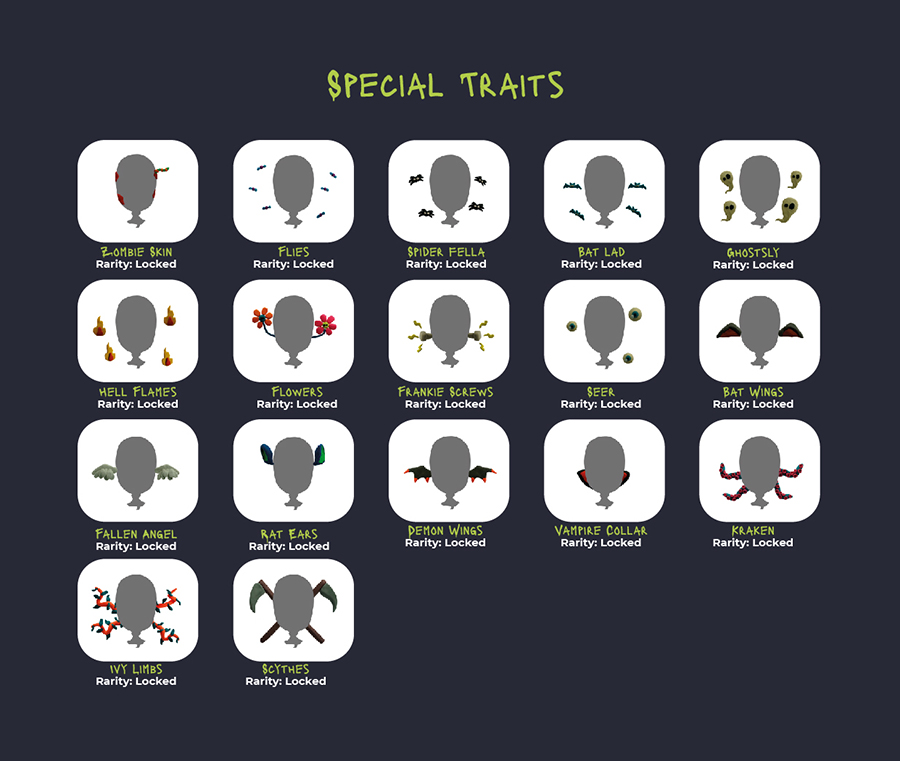 SPECIAL TRAITS
ZOMBIE SKIN
Rarity: Locked
FLIES
Rarity: Locked
SPIDER FELLA
Rarity: Locked
BAT LAD
Rarity: Locked
GHOSTSLY
Rarity: Locked
HELL FLAMES
Rarity: Locked
FLOWERS
Rarity: Locked
FRANKIE SCREWS
Rarity: Locked
SEER
Rarity: Locked
BAT WINGS
Rarity: Locked
FALLEN ANGEL
Rarity: Locked
RAT EARS
Rarity: Locked
DEMON WINGS
Rarity: Locked
VAMPIRE COLLAR
Rarity: Locked
KRAKEN
Rarity: Locked
IVY LIMBS
Rarity: Locked
SCYTHES
Rarity: Locked